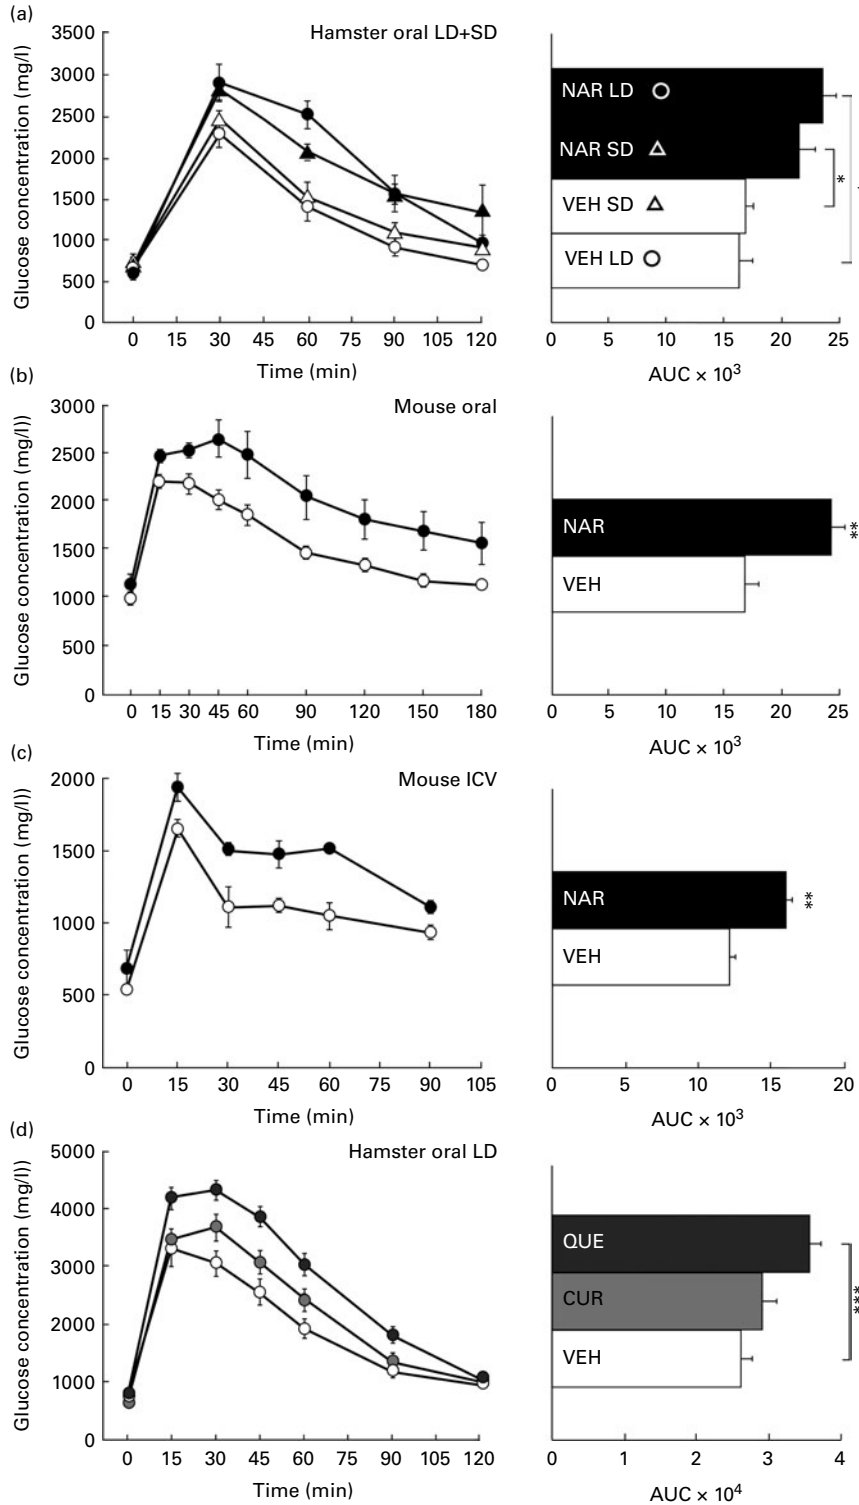 (a)
Hamster oral LD+SD
Glucose concentration (mg/l)
3500
3000
2500
2000
1500
1000
500
0
0 15 30 45 60 75 90 105 120
Time (min)
NAR LD
NAR SD
VEH SD
VEH LD
*
0 5 10 15 20 25
AUC × 10³
(b)
Mouse oral
Glucose concentration (mg/l))
3000
2500
2000
1500
1000
500
0
0 15 30 45 60 90 120 150 180
Time (min)
NAR
VEH
**
0 5 10 15 20 25
AUC × 10³
(c)
Mouse ICV
Glucose concentration (mg/l))
2000
1500
1000
500
0
0 15 30 45 60 75 90 105
Time (min)
NAR
VEH
**
0 5 10 15 20
AUC × 10³
(d)
Hamster oral LD
Glucose concentration (mg/l))
5000
4000
3000
2000
1000
0
0 15 30 45 60 75 90 105 120
Time (min)
QUE
CUR
VEH
***
0 1 2 3 4
AUC × 10⁴